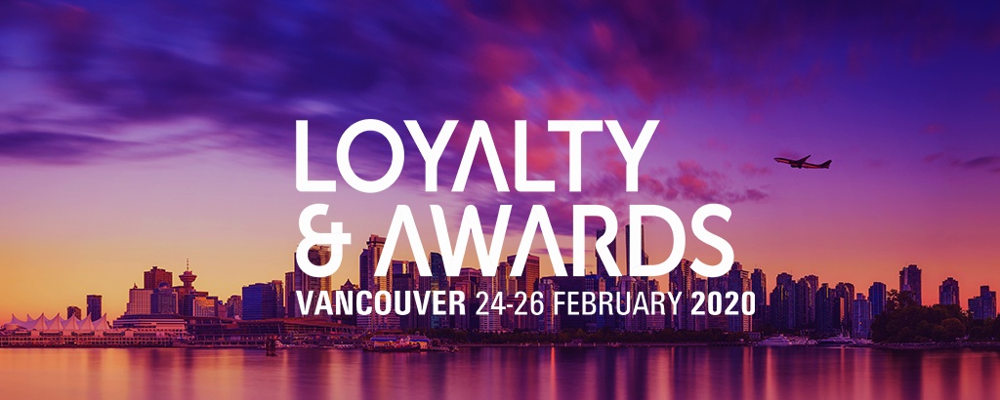 LOYALTY
& AWARDS
VANCOUVER 24-26 FEBRUARY 2020